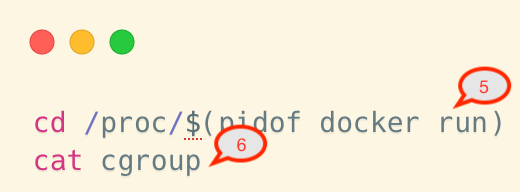 5
cd /proc/$(pidof docker run)
6
cat cgroup